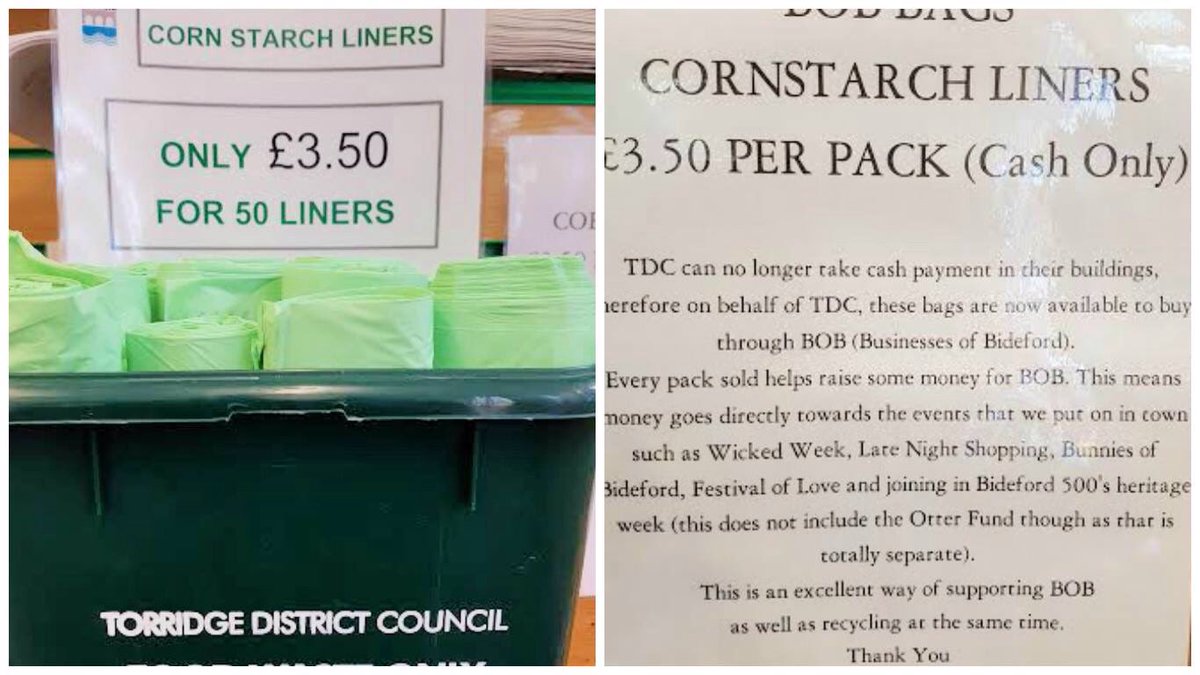 CORN STARCH LINERS
ONLY £3.50
FOR 50 LINERS
TORRIDGE DISTRICT COUNCIL
FOOD WASTE ONLY
BOB BAGS
CORNSTARCH LINERS
£3.50 PER PACK (Cash Only)
TDC can no longer take cash payment in their buildings,
herefore on behalf of TDC, these bags are now available to buy
through BOB (Businesses of Bideford).
Every pack sold helps raise some money for BOB. This means
money goes directly towards the events that we put on in town
such as Wicked Week, Late Night Shopping, Bunnies of
Bideford, Festival of Love and joining in Bideford 500's heritage
week (this does not include the Otter Fund though as that is
totally separate).
This is an excellent way of supporting BOB
as well as recycling at the same time.
Thank You